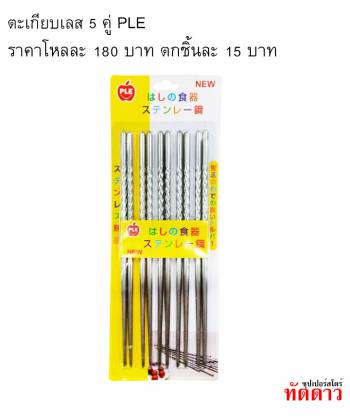 ตะเกียบเลส 5 คู่ PLE
ราคาโหลละ 180 บาท ตกชิ้นละ 15 บาท
PLE
NEW
はしの食器
ステンレー鋼
PLE
はしの食器
ステンレー鋼
NEW
ซุปเปอร์สโตร์
ทัดดาว